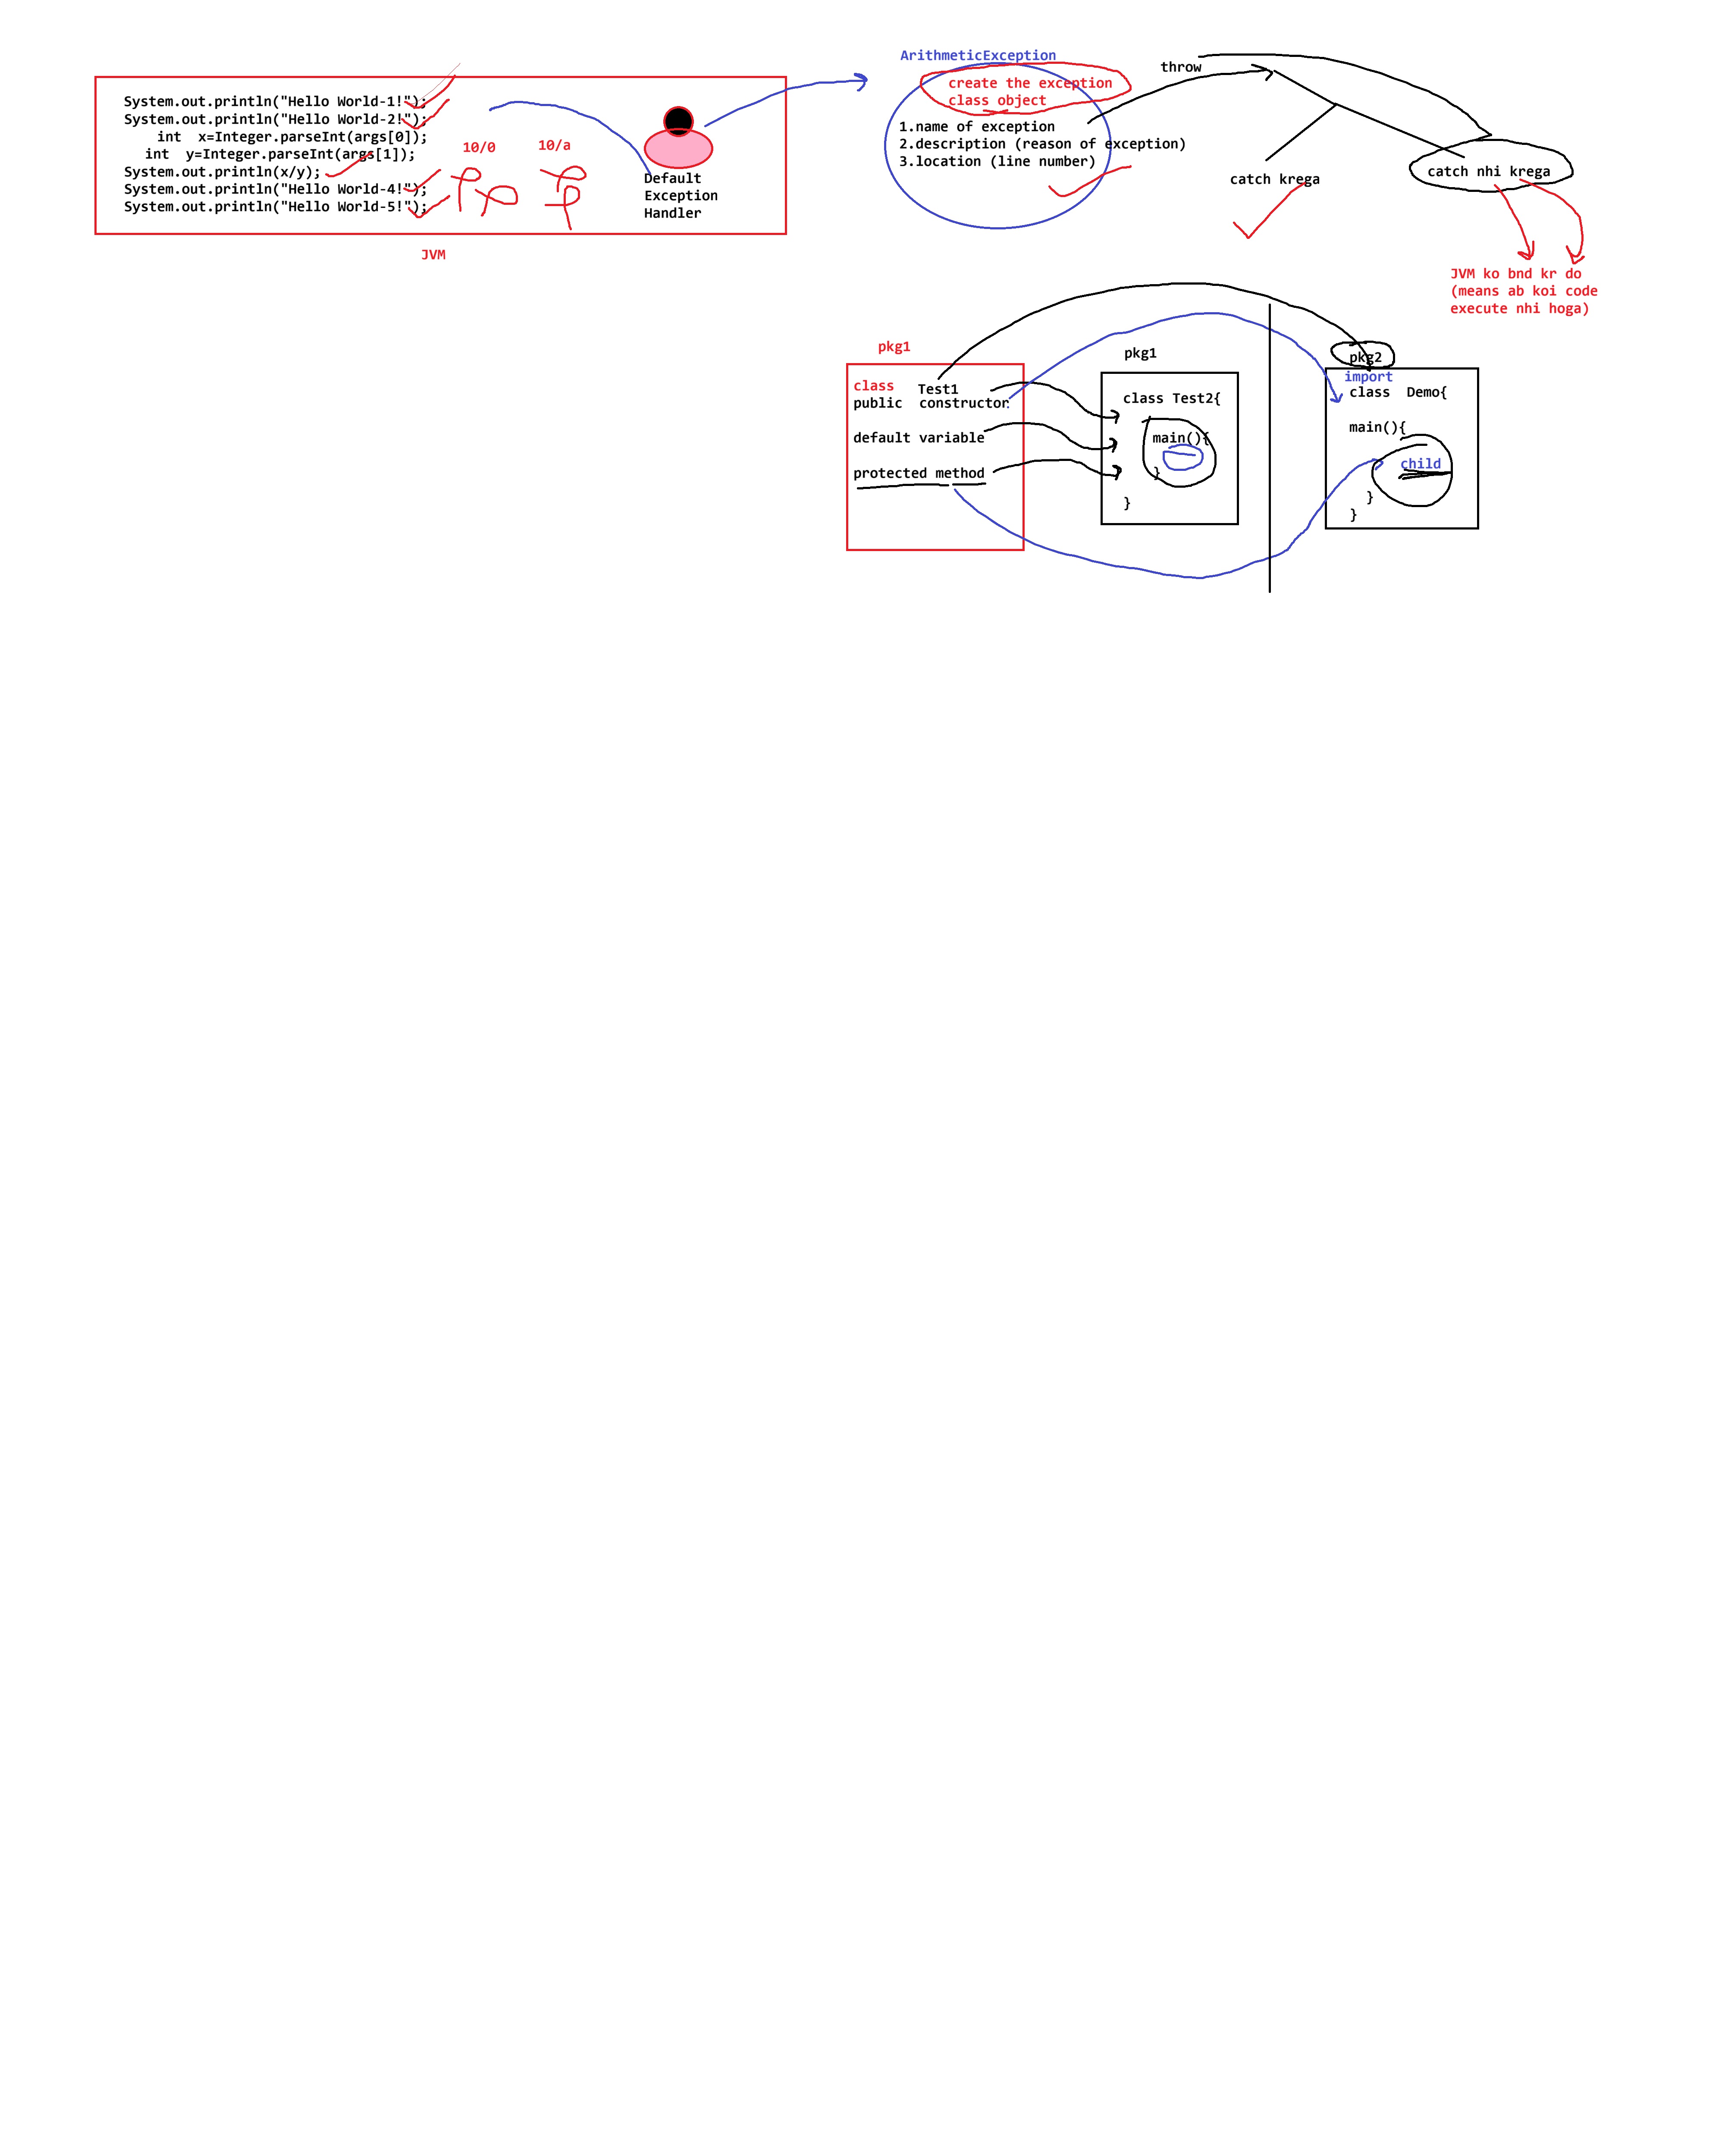 System.out.println("Hello World-1!");
System.out.println("Hello World-2!");
int x=Integer.parseInt(args[0]);
int y=Integer.parseInt(args[1]);
System.out.println(x/y);
System.out.println("Hello World-4!");
System.out.println("Hello World-5!");
10/0
10/a
Default
Exception
Handler
JVM
ArithmeticException
create the exception
class object
1.name of exception
2.description (reason of exception)
3.location (line number)
throw
catch krega
catch nhi krega
JVM ko bnd kr do
(means ab koi code
execute nhi hoga)
pkg1
class Test1
public constructor
default variable
protected method
pkg1
class Test2{
main(){
}
}
pkg2
import
class Demo{
main(){
child
}
}